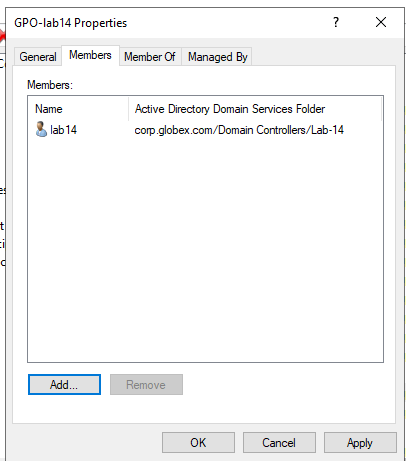 GPO-lab14 Properties
General Members Member Of Managed By
Members:
Name Active Directory Domain Services Folder
lab14 corp.globex.com/Domain Controllers/Lab-14
Add... Remove
OK Cancel Apply